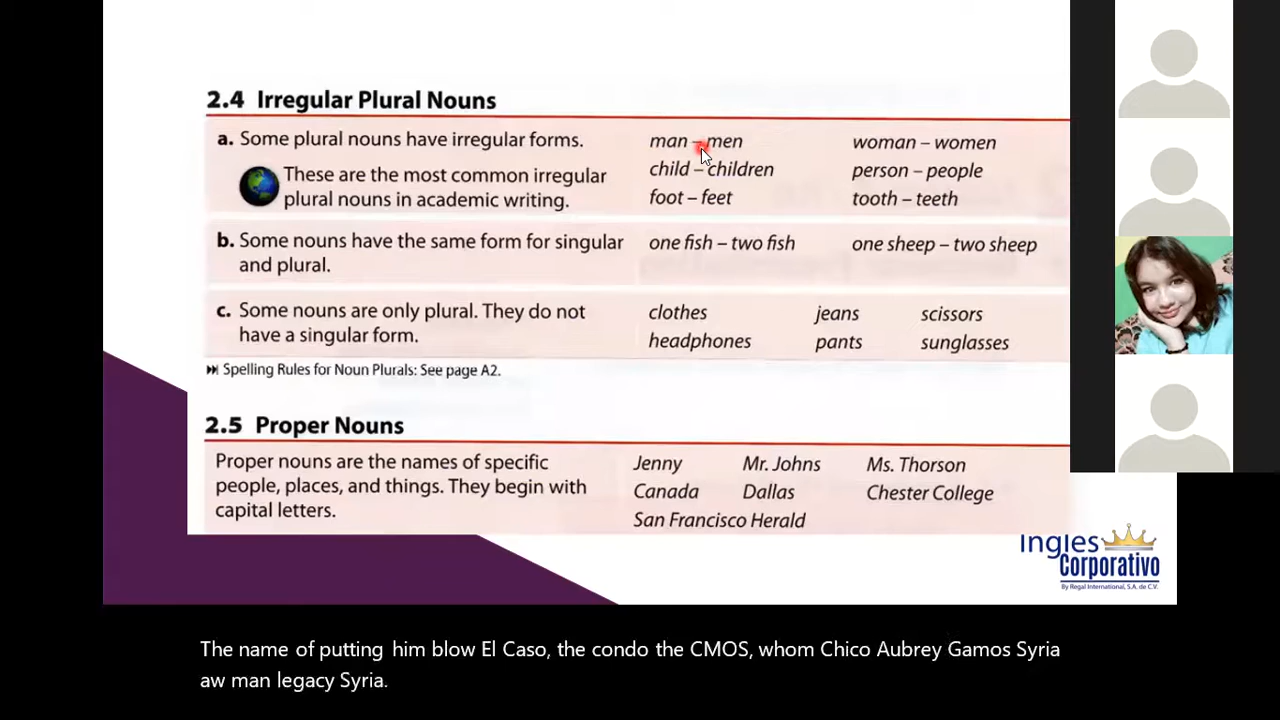 2.4 Irregular Plural Nouns
a. Some plural nouns have irregular forms.
These are the most common irregular
plural nouns in academic writing.
man – men
woman – women
child – children
person – people
foot – feet
tooth – teeth
b. Some nouns have the same form for singular
and plural.
one fish – two fish
one sheep – two sheep
c. Some nouns are only plural. They do not
have a singular form.
clothes
jeans
scissors
headphones
pants
sunglasses
Spelling Rules for Noun Plurals: See page A2.
2.5 Proper Nouns
Proper nouns are the names of specific
people, places, and things. They begin with
capital letters.
Jenny
Mr. Johns
Ms. Thorson
Canada
Dallas
Chester College
San Francisco Herald
Ingles
Corporativo
By Regal International, S.A. de C.V.
The name of putting him blow El Caso, the condo the CMOS, whom Chico Aubrey Gamos Syria
aw man legacy Syria.